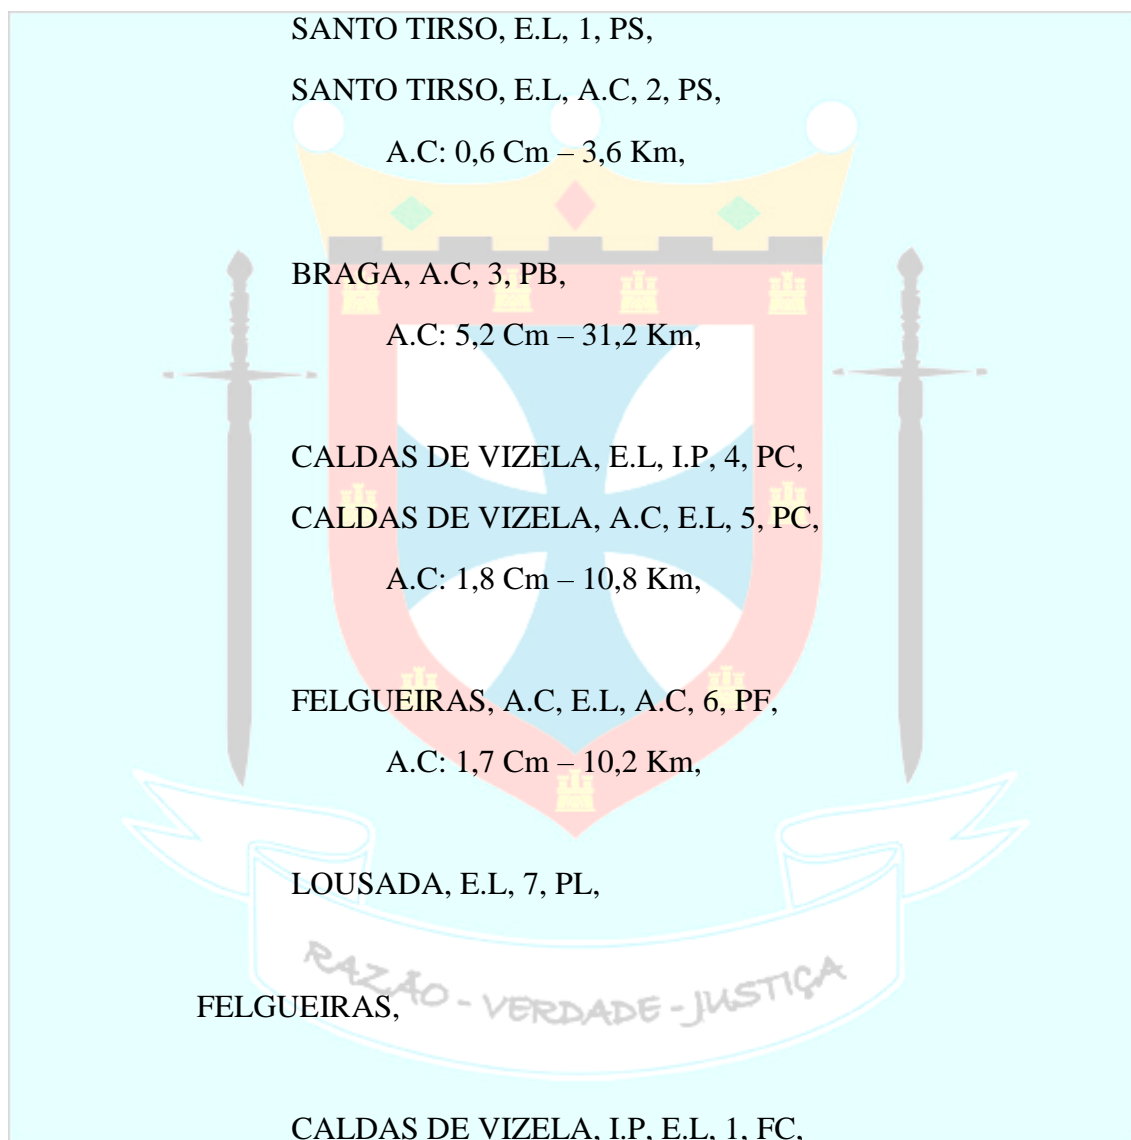 SANTO TIRSO, E.L, 1, PS,
SANTO TIRSO, E.L, A.C, 2, PS,
A.C: 0,6 Cm – 3,6 Km,
BRAGA, A.C, 3, PB,
A.C: 5,2 Cm – 31,2 Km,
CALDAS DE VIZELA, E.L, I.P, 4, PC,
CALDAS DE VIZELA, A.C, E.L, 5, PC,
A.C: 1,8 Cm – 10,8 Km,
FELGUEIRAS, A.C, E.L, A.C, 6, PF,
A.C: 1,7 Cm – 10,2 Km,
LOUSADA, E.L, 7, PL,
RAZÃO - VERDADE - JUSTIÇA
FELGUEIRAS,
CALDAS DE VIZELA, I.P, E.L, 1, FC,